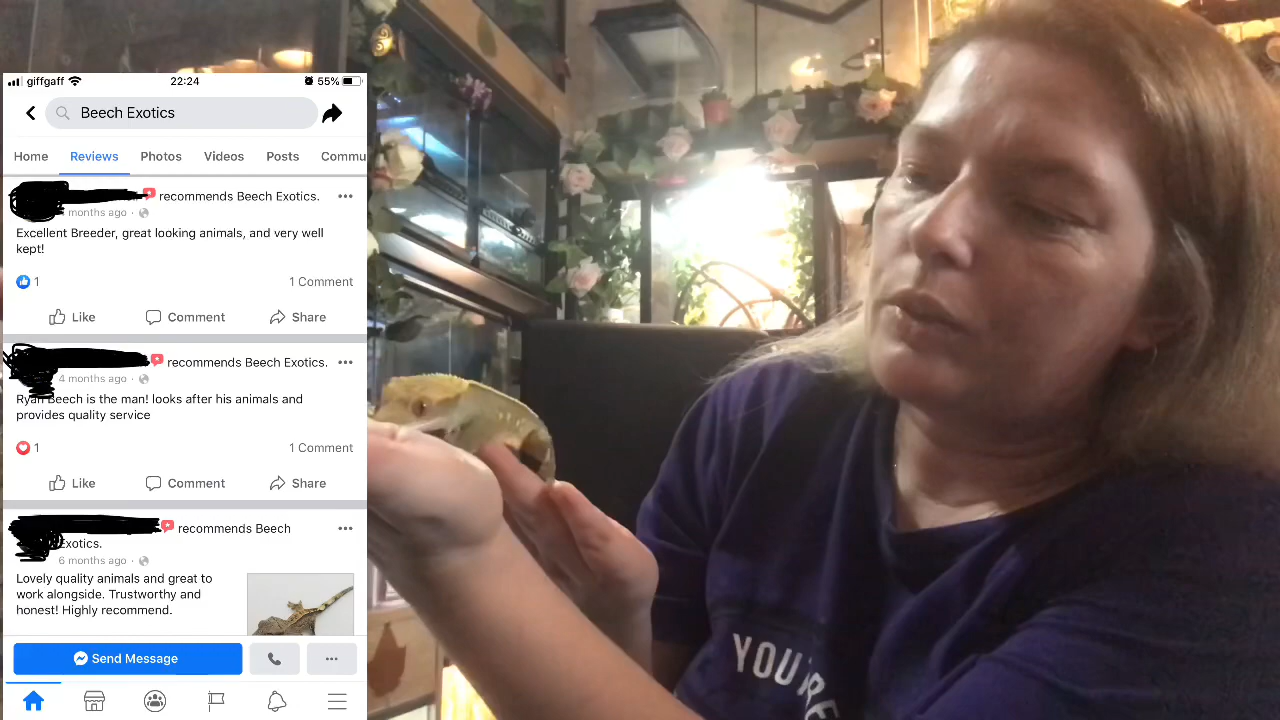 giffgaff 22:24 55%
Beech Exotics
Home Reviews Photos Videos Posts Commu
recommends Beech Exotics.
months ago
Excellent Breeder, great looking animals, and very well
kept!
1 1 Comment
Like Comment Share
recommends Beech Exotics.
4 months ago
Ryan Beech is the man! looks after his animals and
provides quality service
1 1 Comment
Like Comment Share
recommends Beech
Exotics.
6 months ago
Lovely quality animals and great to
work alongside. Trustworthy and
honest! Highly recommend.
Send Message
YOU'RE